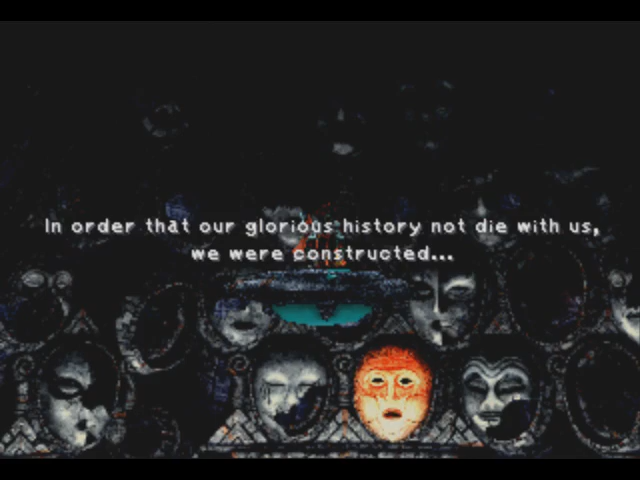 In order that our glorious history not die with us,
we were constructed...